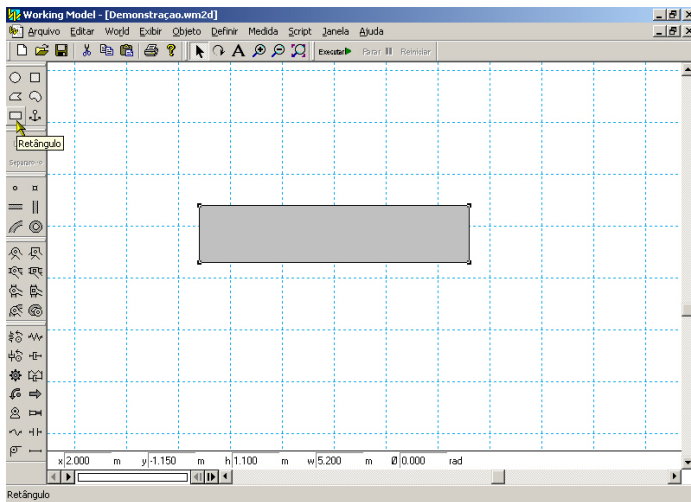 Working Model - [Demonstraçao.wm2d]
Arquivo Editar World Exibir Objeto Definir Medida Script Janela Ajuda
A Executar Parar Reiniciar
Retângulo
Separar
x 2.000 m y -1.150 m h 1.100 m w 5.200 m Ø 0.000 rad
Retângulo